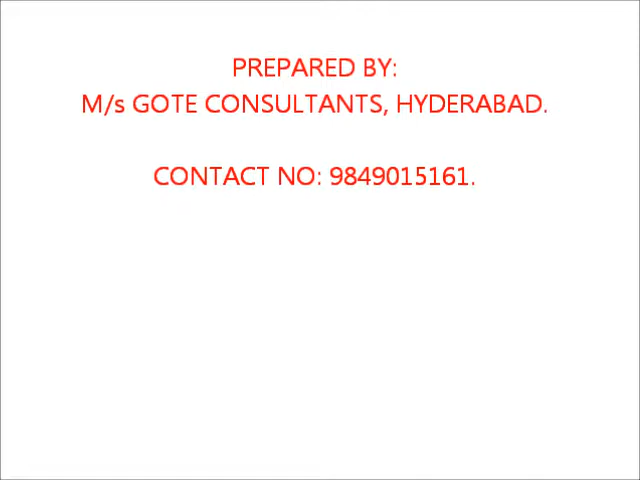 PREPARED BY:
M/s GOTE CONSULTANTS, HYDERABAD.
CONTACT NO: 9849015161.